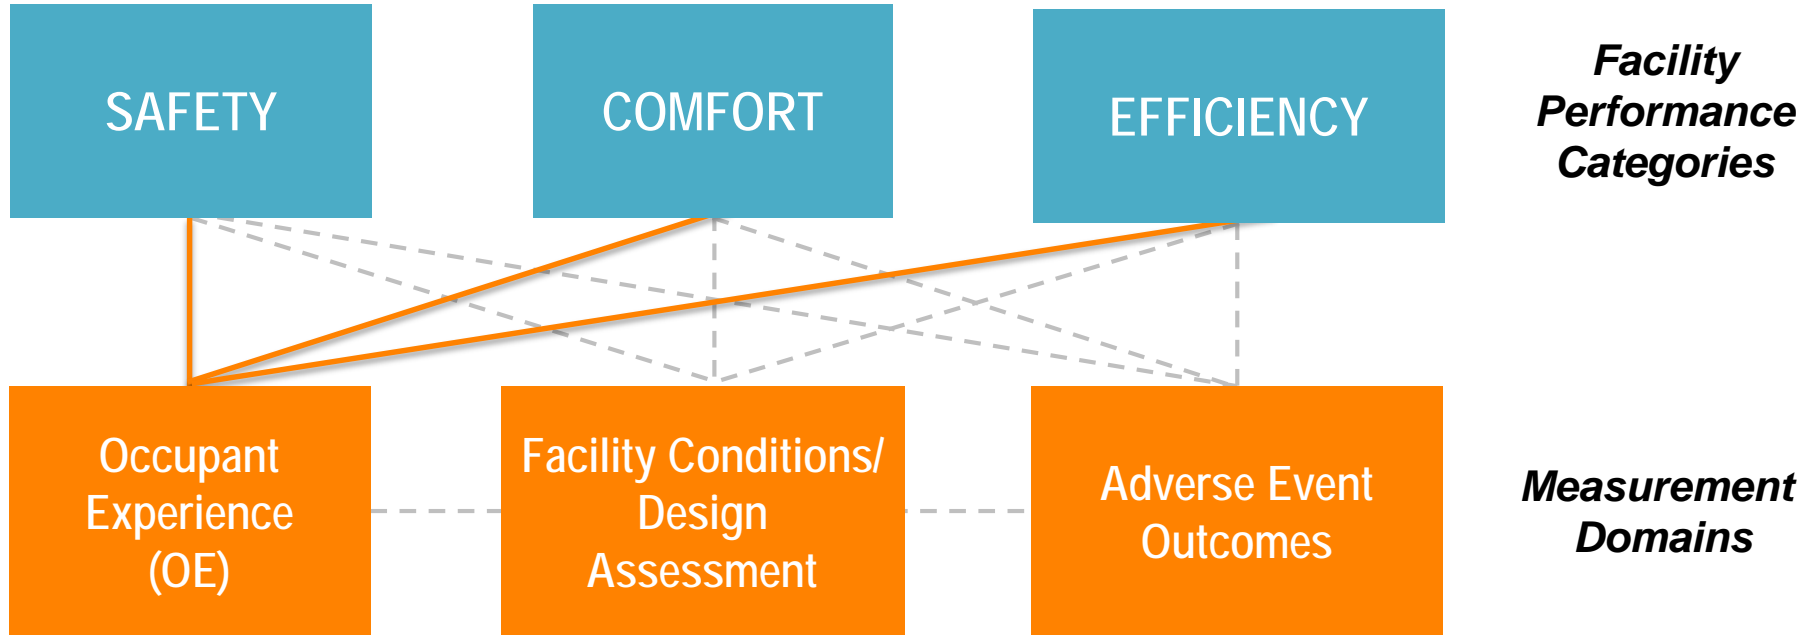 SAFETY
COMFORT
EFFICIENCY
Facility
Performance
Categories
Occupant
Experience
(OE)
Facility Conditions/
Design
Assessment
Adverse Event
Outcomes
Measurement
Domains